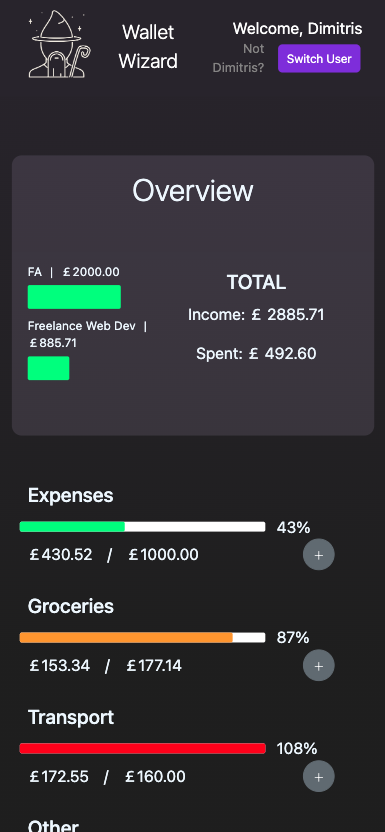 Wallet
Wizard
Welcome, Dimitris
Not
Dimitris?
Switch User
Overview
FA | £2000.00
Freelance Web Dev |
£885.71
TOTAL
Income: £ 2885.71
Spent: £ 492.60
Expenses
43%
£430.52 / £1000.00
+
Groceries
87%
£153.34 / £177.14
+
Transport
108%
£172.55 / £160.00
+
Other